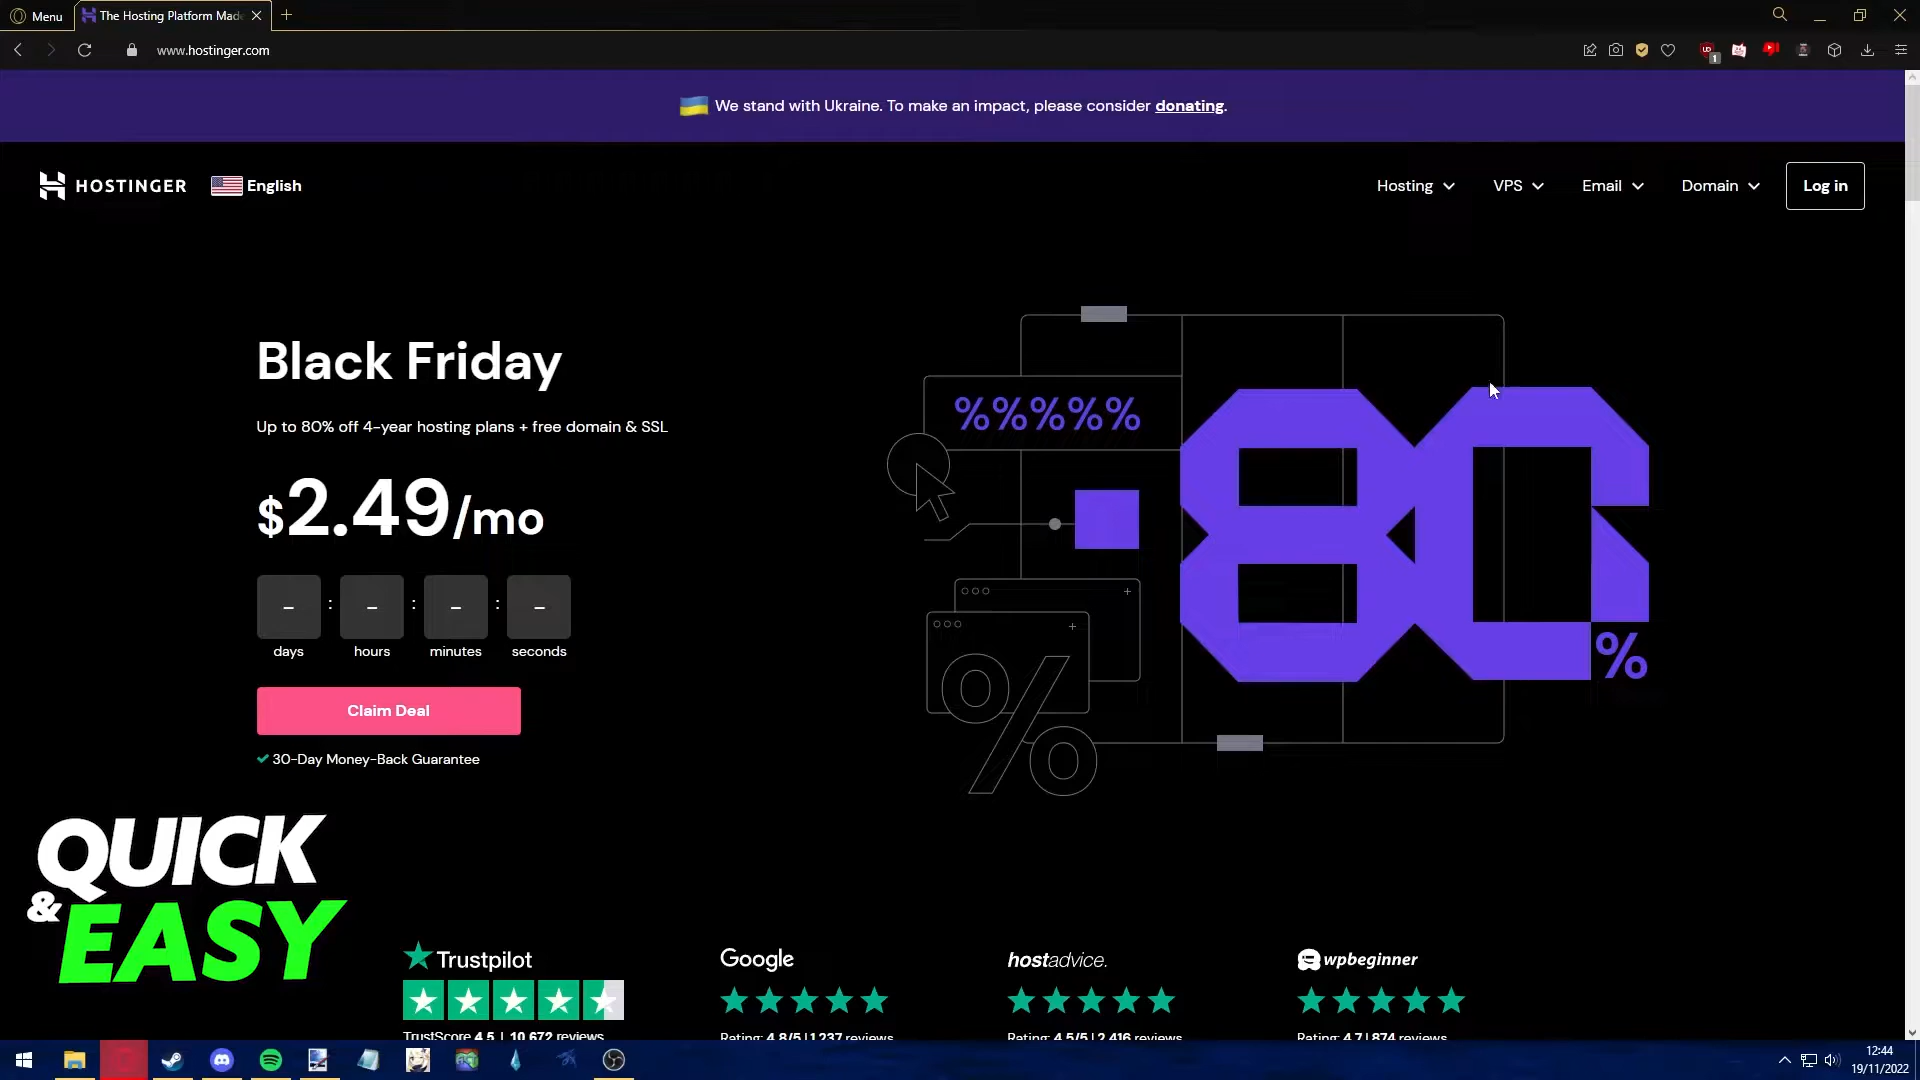 Menu
The Hosting Platform Made
www.hostinger.com
1
We stand with Ukraine. To make an impact, please consider donating.
HOSTINGER
English
Hosting
VPS
Email
Domain
Log in
Black Friday
Up to 80% off 4-year hosting plans + free domain & SSL
$2.49/mo
- : - : - : -
days hours minutes seconds
Claim Deal
30-Day Money-Back Guarantee
%%%%%
80%
%
QUICK
&EASY
Trustpilot
TrustScore 4.5 | 10,672 reviews
Google
Rating: 4.8/5 | 1,237 reviews
hostadvice.
Rating: 4.5/5 | 2,416 reviews
wpbeginner
Rating: 4.7 | 874 reviews
12:44
19/11/2022